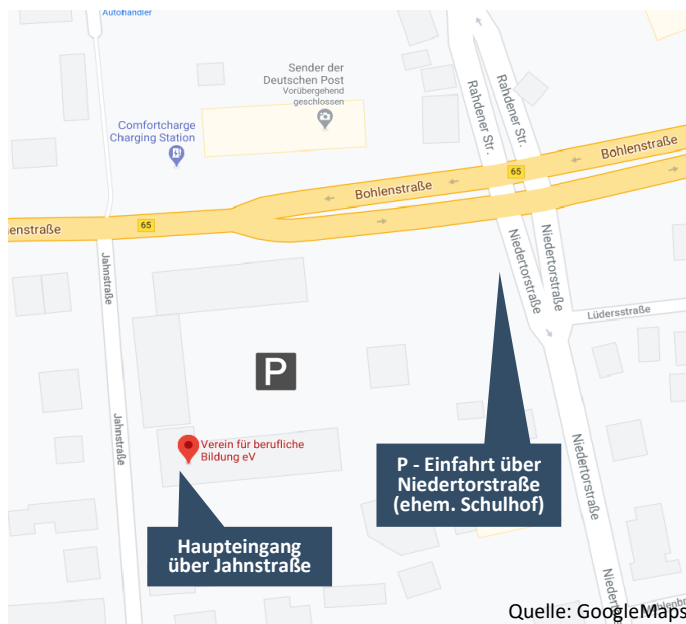 Autohändler
Sender der
Deutschen Post
Vorübergehend
geschlossen
Comfortcharge
Charging Station
Rahdener Str.
Rahdener Str.
Bohlenstraße
65
Bohlenstraße
65
enstraße
Jahnstraße
Niedertorstraße
Niedertorstraße
Lüdersstraße
P
Jahnstraße
Verein für berufliche
Bildung eV
P - Einfahrt über
Niedertorstraße
(ehem. Schulhof)
Niedertorstraße
Haupteingang
über Jahnstraße
Quelle: GoogleMaps